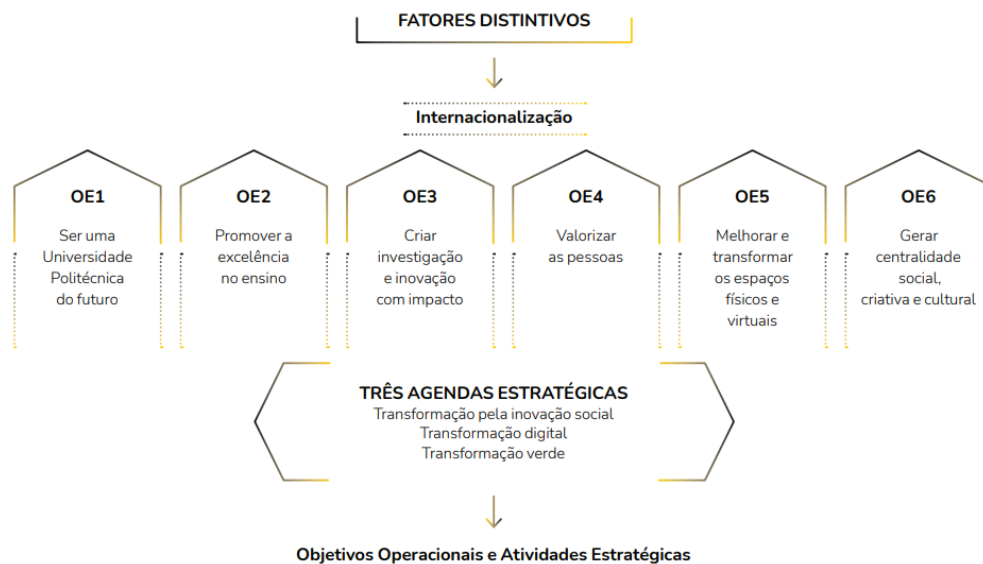 FATORES DISTINTIVOS
Internacionalização
OE1
Ser uma
Universidade
Politécnica
do futuro
OE2
Promover a
excelência
no ensino
OE3
Criar
investigação
e inovação
com impacto
OE4
Valorizar
as pessoas
OE5
Melhorar e
transformar
os espaços
físicos e
virtuais
OE6
Gerar
centralidade
social,
criativa e cultural
TRÊS AGENDAS ESTRATÉGICAS
Transformação pela inovação social
Transformação digital
Transformação verde
Objetivos Operacionais e Atividades Estratégicas